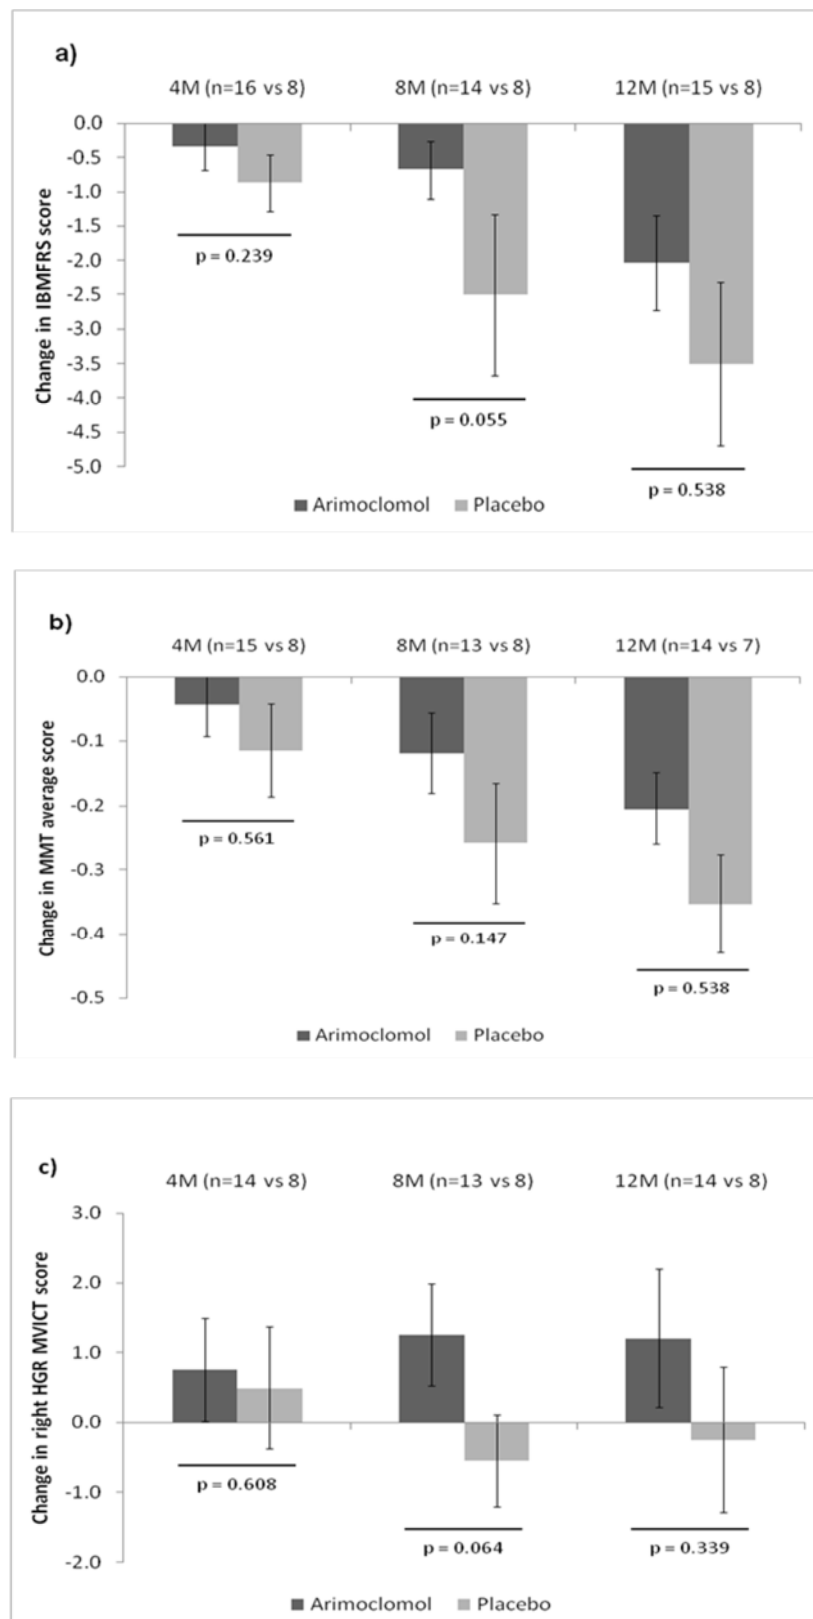 a)
4M (n=16 vs 8) 8M (n=14 vs 8) 12M (n=15 vs 8)
Change in IBMFRS score
0.0
-0.5
-1.0
-1.5
-2.0
-2.5
-3.0
-3.5
-4.0
-4.5
-5.0
p = 0.239
p = 0.055
p = 0.538
Arimoclomol Placebo
b)
4M (n=15 vs 8) 8M (n=13 vs 8) 12M (n=14 vs 7)
Change in MMT average score
0.0
-0.1
-0.2
-0.3
-0.4
-0.5
p = 0.561
p = 0.147
p = 0.538
Arimoclomol Placebo
c)
4M (n=14 vs 8) 8M (n=13 vs 8) 12M (n=14 vs 8)
Change in right HGR MVICT score
3.0
2.0
1.0
0.0
-1.0
-2.0
p = 0.608
p = 0.064
p = 0.339
Arimoclomol Placebo